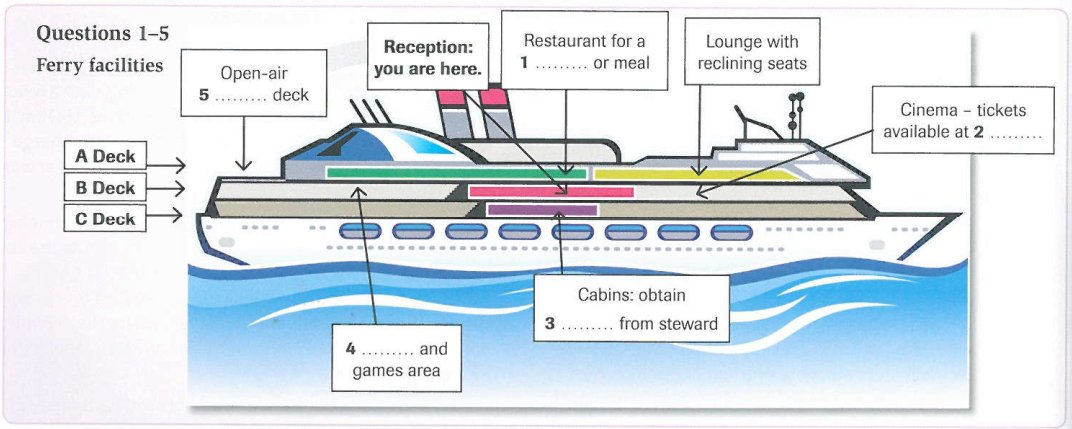 Questions 1–5
Ferry facilities
Open-air
5 ......... deck
Reception:
you are here.
Restaurant for a
1 ......... or meal
Lounge with
reclining seats
Cinema – tickets
available at 2 .........
A Deck
B Deck
C Deck
Cabins: obtain
3 ......... from steward
4 ......... and
games area